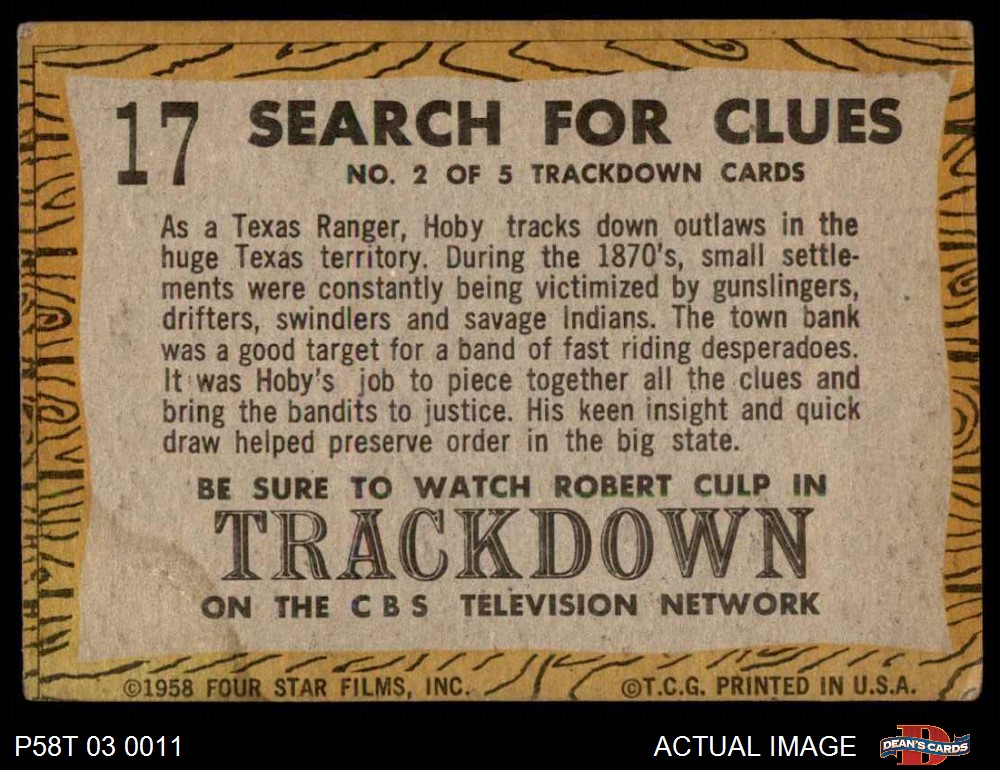 17 SEARCH FOR CLUES
NO. 2 OF 5 TRACKDOWN CARDS
As a Texas Ranger, Hoby tracks down outlaws in the
huge Texas territory. During the 1870's, small settle-
ments were constantly being victimized by gunslingers,
drifters, swindlers and savage Indians. The town bank
was a good target for a band of fast riding desperadoes.
It was Hoby's job to piece together all the clues and
bring the bandits to justice. His keen insight and quick
draw helped preserve order in the big state.
BE SURE TO WATCH ROBERT CULP IN
TRACKDOWN
ON THE CBS TELEVISION NETWORK
©1958 FOUR STAR FILMS, INC. ©T.C.G. PRINTED IN U.S.A.
P58T 03 0011 ACTUAL IMAGE D DEAN'S CARDS